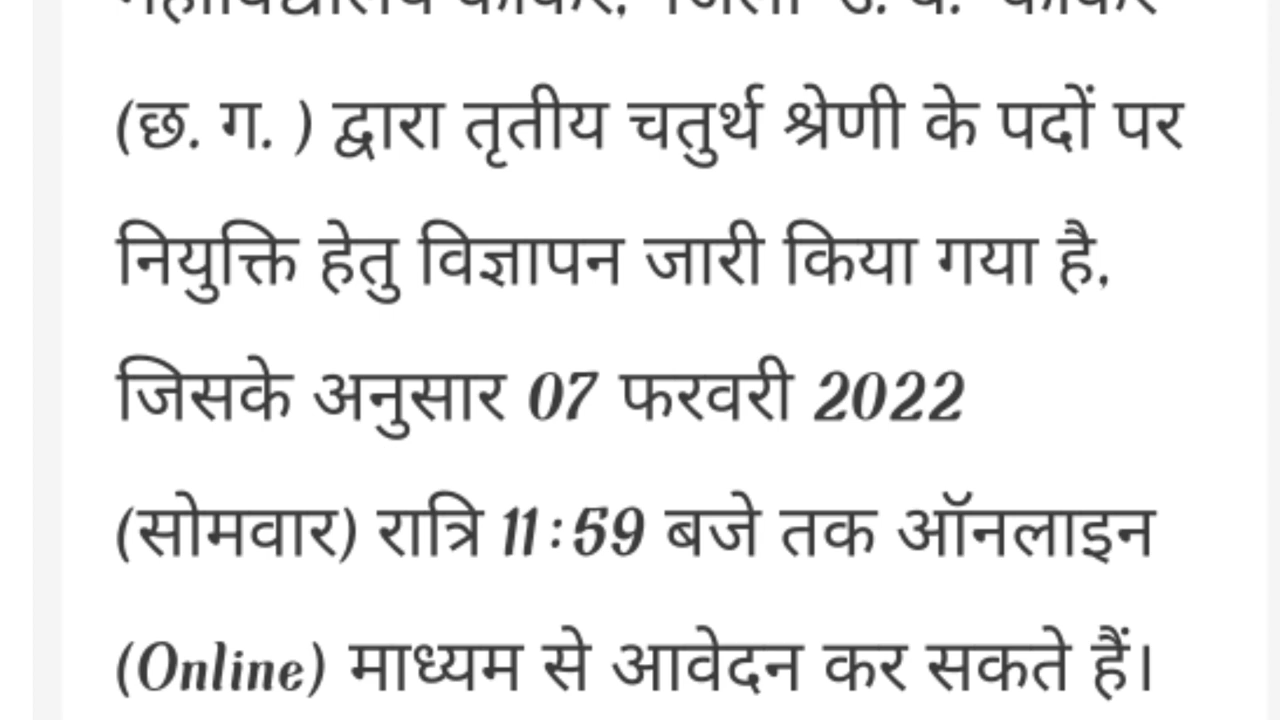 (छ. ग. ) द्वारा तृतीय चतुर्थ श्रेणी के पदों पर
नियुक्ति हेतु विज्ञापन जारी किया गया है,
जिसके अनुसार 07 फरवरी 2022
(सोमवार) रात्रि 11:59 बजे तक ऑनलाइन
(Online) माध्यम से आवेदन कर सकते हैं।